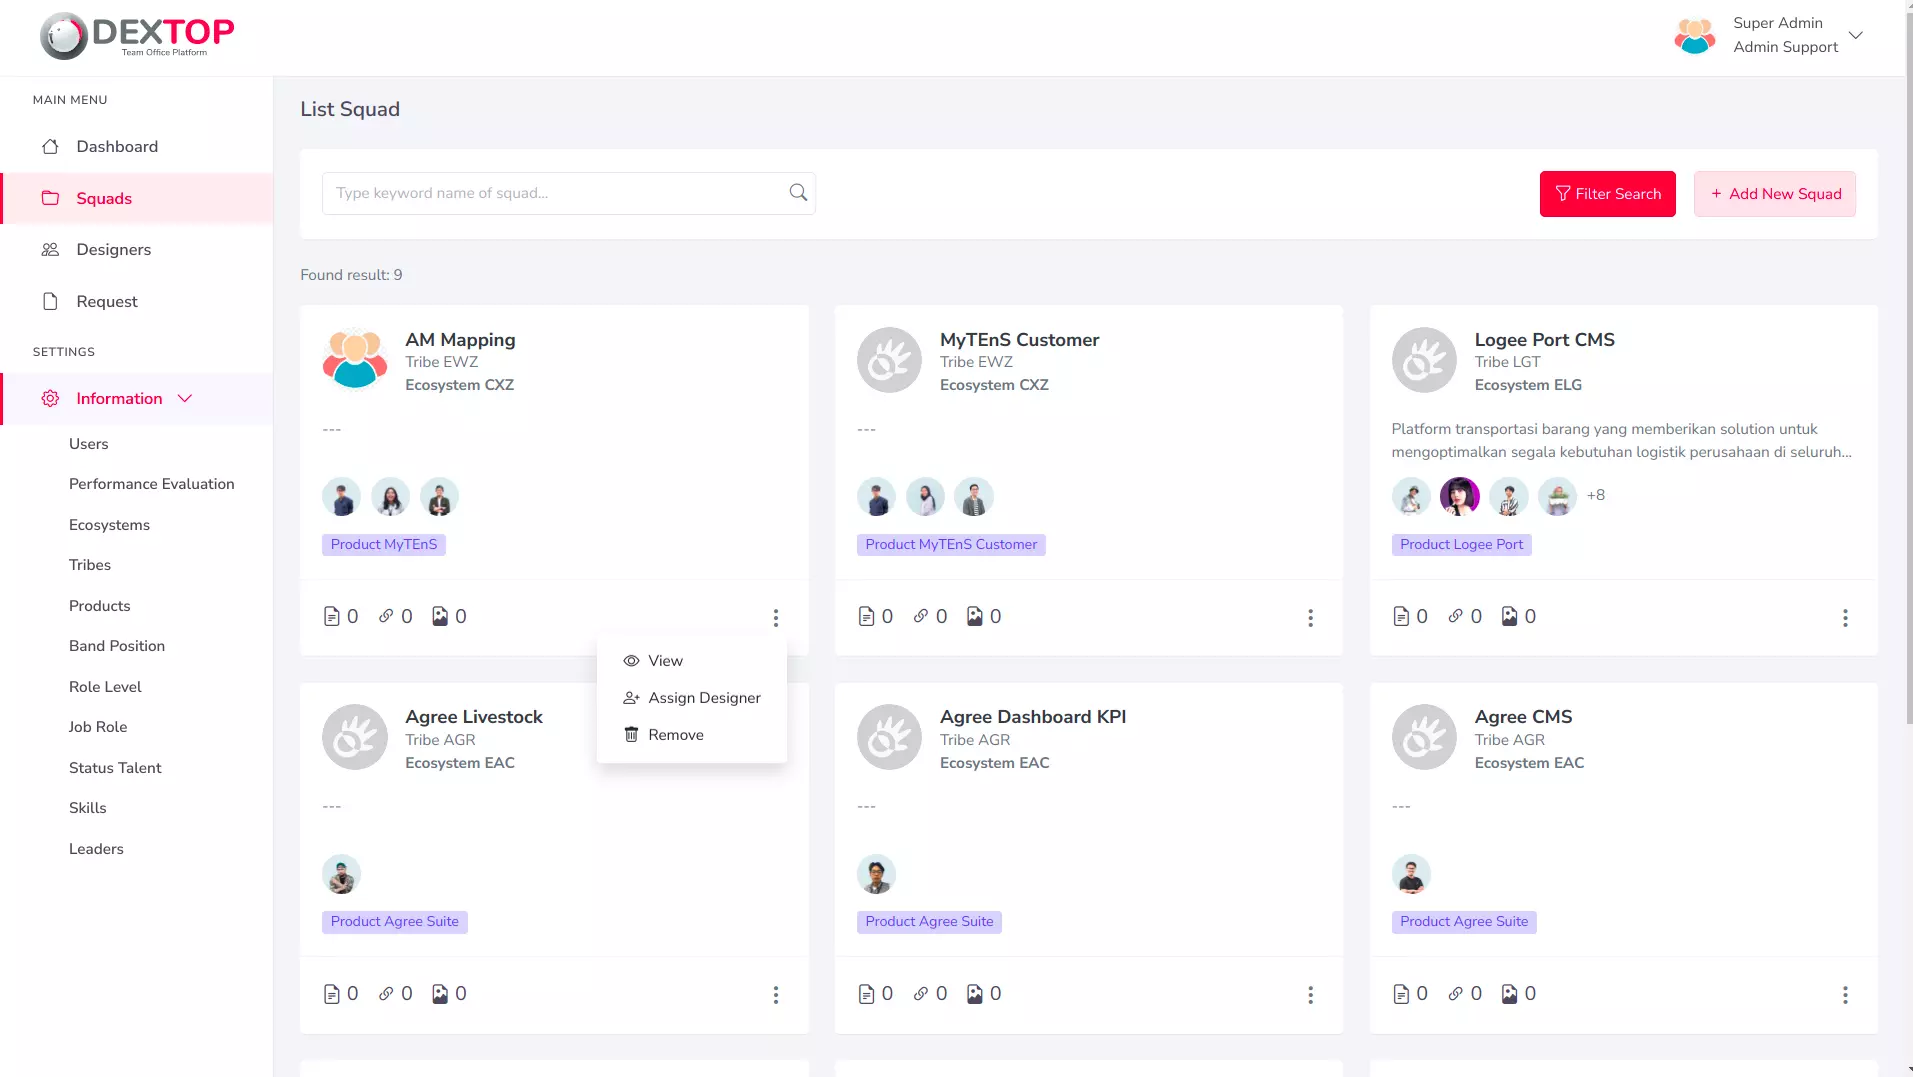 DEXTOP
Team Office Platform
Super Admin
Admin Support
MAIN MENU
Dashboard
Squads
Designers
Request
SETTINGS
Information
Users
Performance Evaluation
Ecosystems
Tribes
Products
Band Position
Role Level
Job Role
Status Talent
Skills
Leaders
List Squad
Type keyword name of squad...
Filter Search
+ Add New Squad
Found result: 9
AM Mapping
Tribe EWZ
Ecosystem CXZ
---
Product MyTEnS
0 0 0
View
Assign Designer
Remove
MyTEnS Customer
Tribe EWZ
Ecosystem CXZ
---
Product MyTEnS Customer
0 0 0
Logee Port CMS
Tribe LGT
Ecosystem ELG
Platform transportasi barang yang memberikan solution untuk
mengoptimalkan segala kebutuhan logistik perusahaan di seluruh...
+8
Product Logee Port
0 0 0
Agree Livestock
Tribe AGR
Ecosystem EAC
---
Product Agree Suite
0 0 0
Agree Dashboard KPI
Tribe AGR
Ecosystem EAC
---
Product Agree Suite
0 0 0
Agree CMS
Tribe AGR
Ecosystem EAC
---
Product Agree Suite
0 0 0